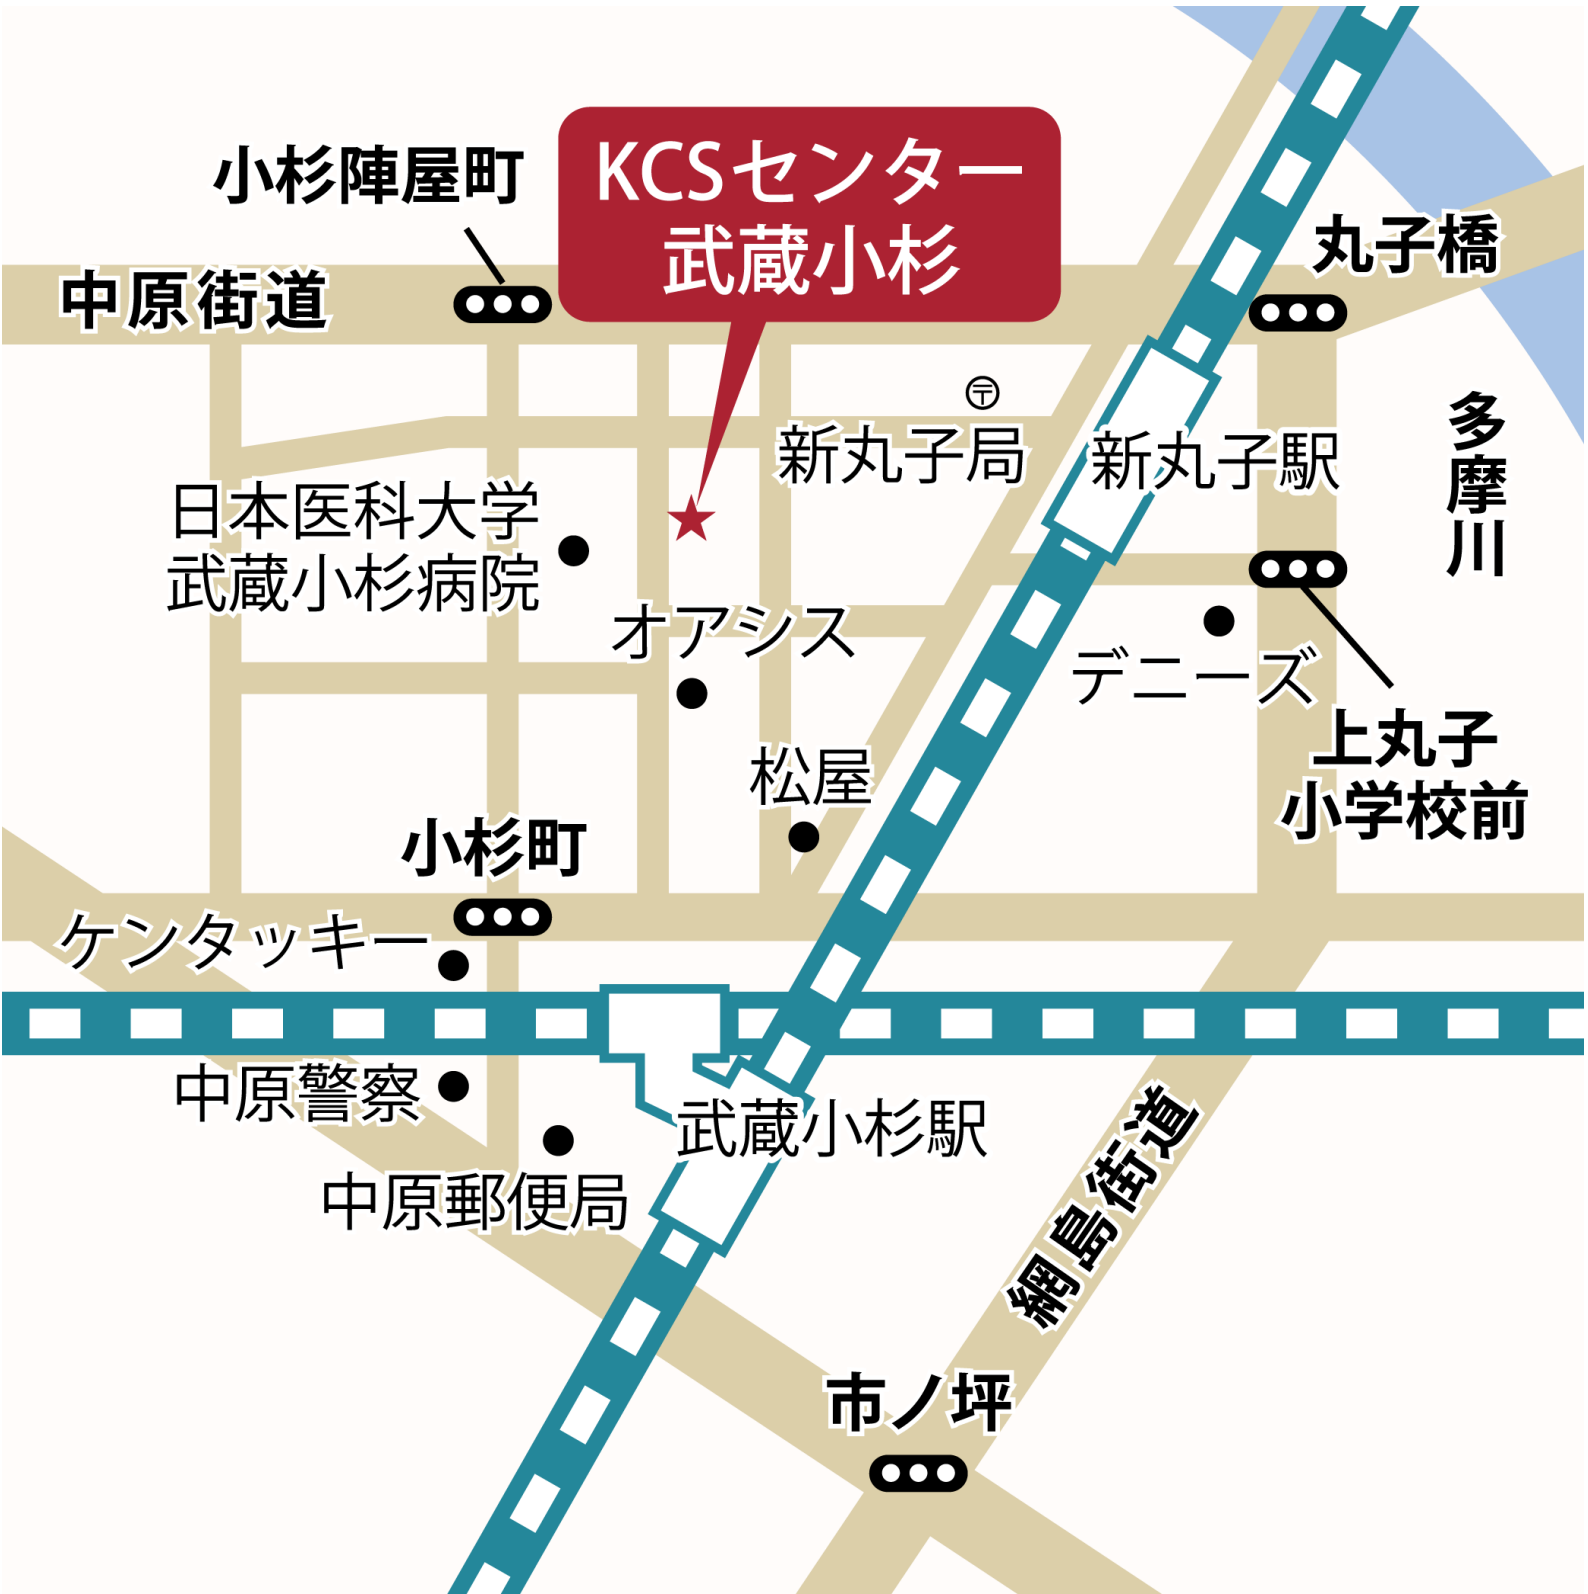 小杉陣屋町
KCSセンター
武蔵小杉
丸子橋
中原街道
多摩川
〒
新丸子局
新丸子駅
日本医科大学
武蔵小杉病院
オアシス
デニーズ
上丸子
小学校前
松屋
小杉町
ケンタッキー
中原警察
武蔵小杉駅
中原郵便局
綱島街道
市ノ坪